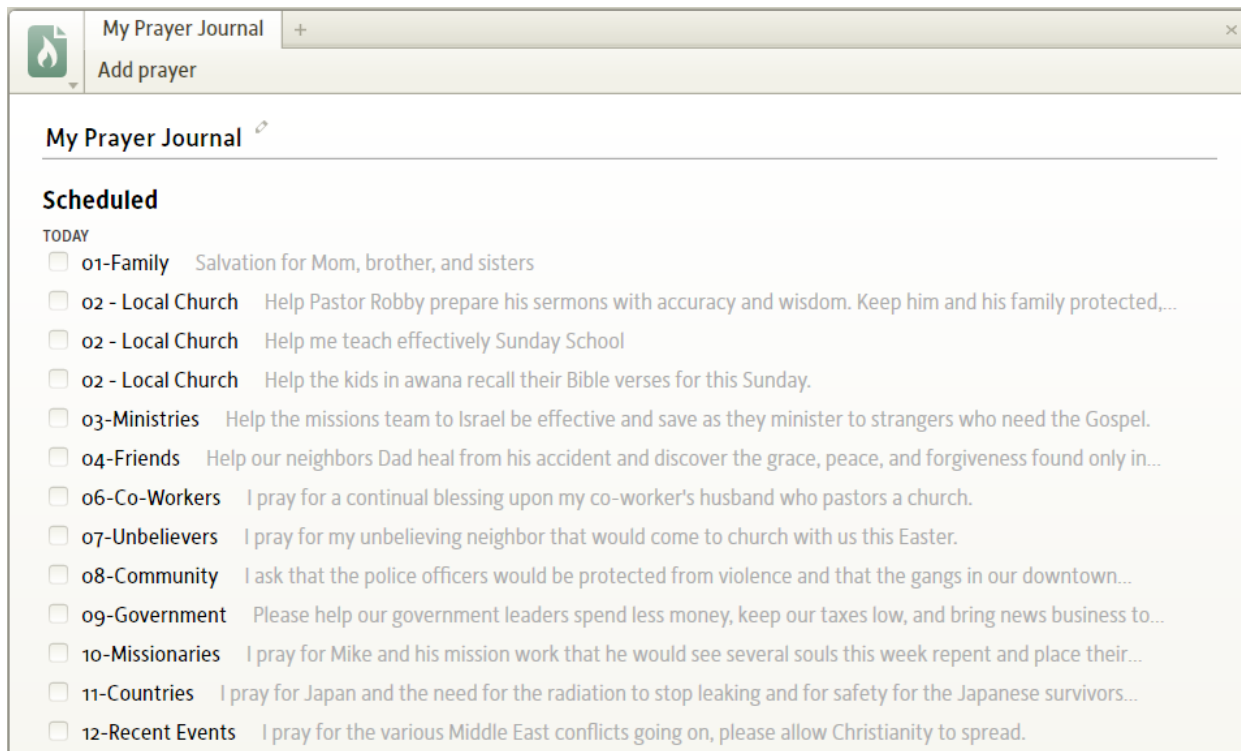 My Prayer Journal +
Add prayer
My Prayer Journal
Scheduled
TODAY
01-Family Salvation for Mom, brother, and sisters
02 - Local Church Help Pastor Robby prepare his sermons with accuracy and wisdom. Keep him and his family protected,...
02 - Local Church Help me teach effectively Sunday School
02 - Local Church Help the kids in awana recall their Bible verses for this Sunday.
03-Ministries Help the missions team to Israel be effective and save as they minister to strangers who need the Gospel.
04-Friends Help our neighbors Dad heal from his accident and discover the grace, peace, and forgiveness found only in...
06-Co-Workers I pray for a continual blessing upon my co-worker's husband who pastors a church.
07-Unbelievers I pray for my unbelieving neighbor that would come to church with us this Easter.
08-Community I ask that the police officers would be protected from violence and that the gangs in our downtown...
09-Government Please help our government leaders spend less money, keep our taxes low, and bring news business to...
10-Missionaries I pray for Mike and his mission work that he would see several souls this week repent and place their...
11-Countries I pray for Japan and the need for the radiation to stop leaking and for safety for the Japanese survivors...
12-Recent Events I pray for the various Middle East conflicts going on, please allow Christianity to spread.